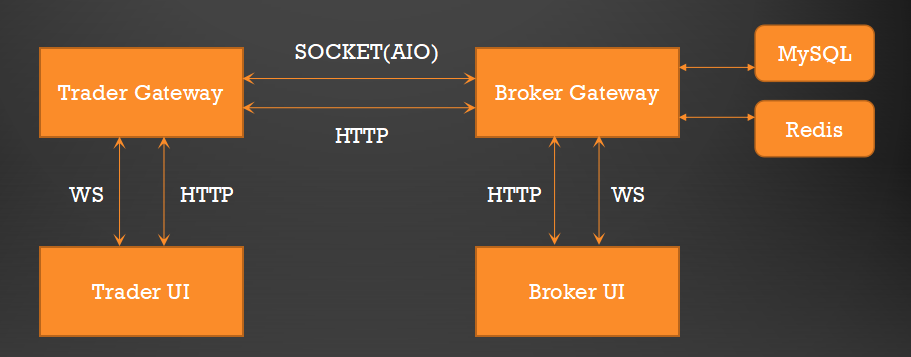 SOCKET(AIO)
MySQL
Trader Gateway
Broker Gateway
Redis
HTTP
WS
HTTP
HTTP
WS
Trader UI
Broker UI